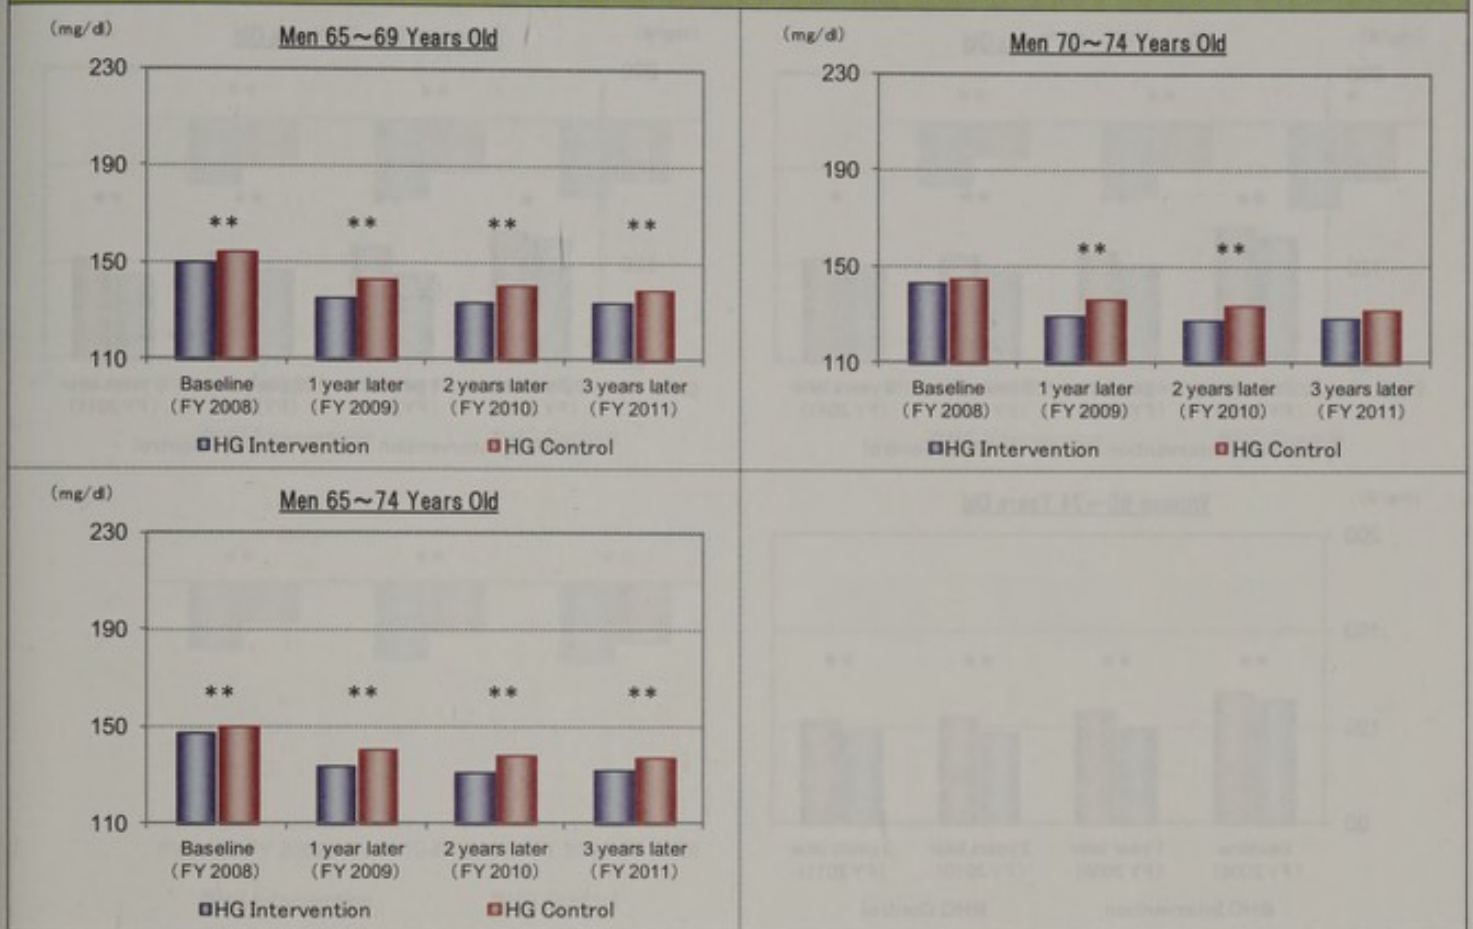 (mg/dl)
Men 65～69 Years Old
230
190
** ** ** **
150
110
Baseline 1 year later 2 years later 3 years later
(FY 2008) (FY 2009) (FY 2010) (FY 2011)
HG Intervention HG Control
(mg/dl)
Men 70～74 Years Old
230
190
** **
150
110
Baseline 1 year later 2 years later 3 years later
(FY 2008) (FY 2009) (FY 2010) (FY 2011)
HG Intervention HG Control
(mg/dl)
Men 65～74 Years Old
230
190
** ** ** **
150
110
Baseline 1 year later 2 years later 3 years later
(FY 2008) (FY 2009) (FY 2010) (FY 2011)
HG Intervention HG Control